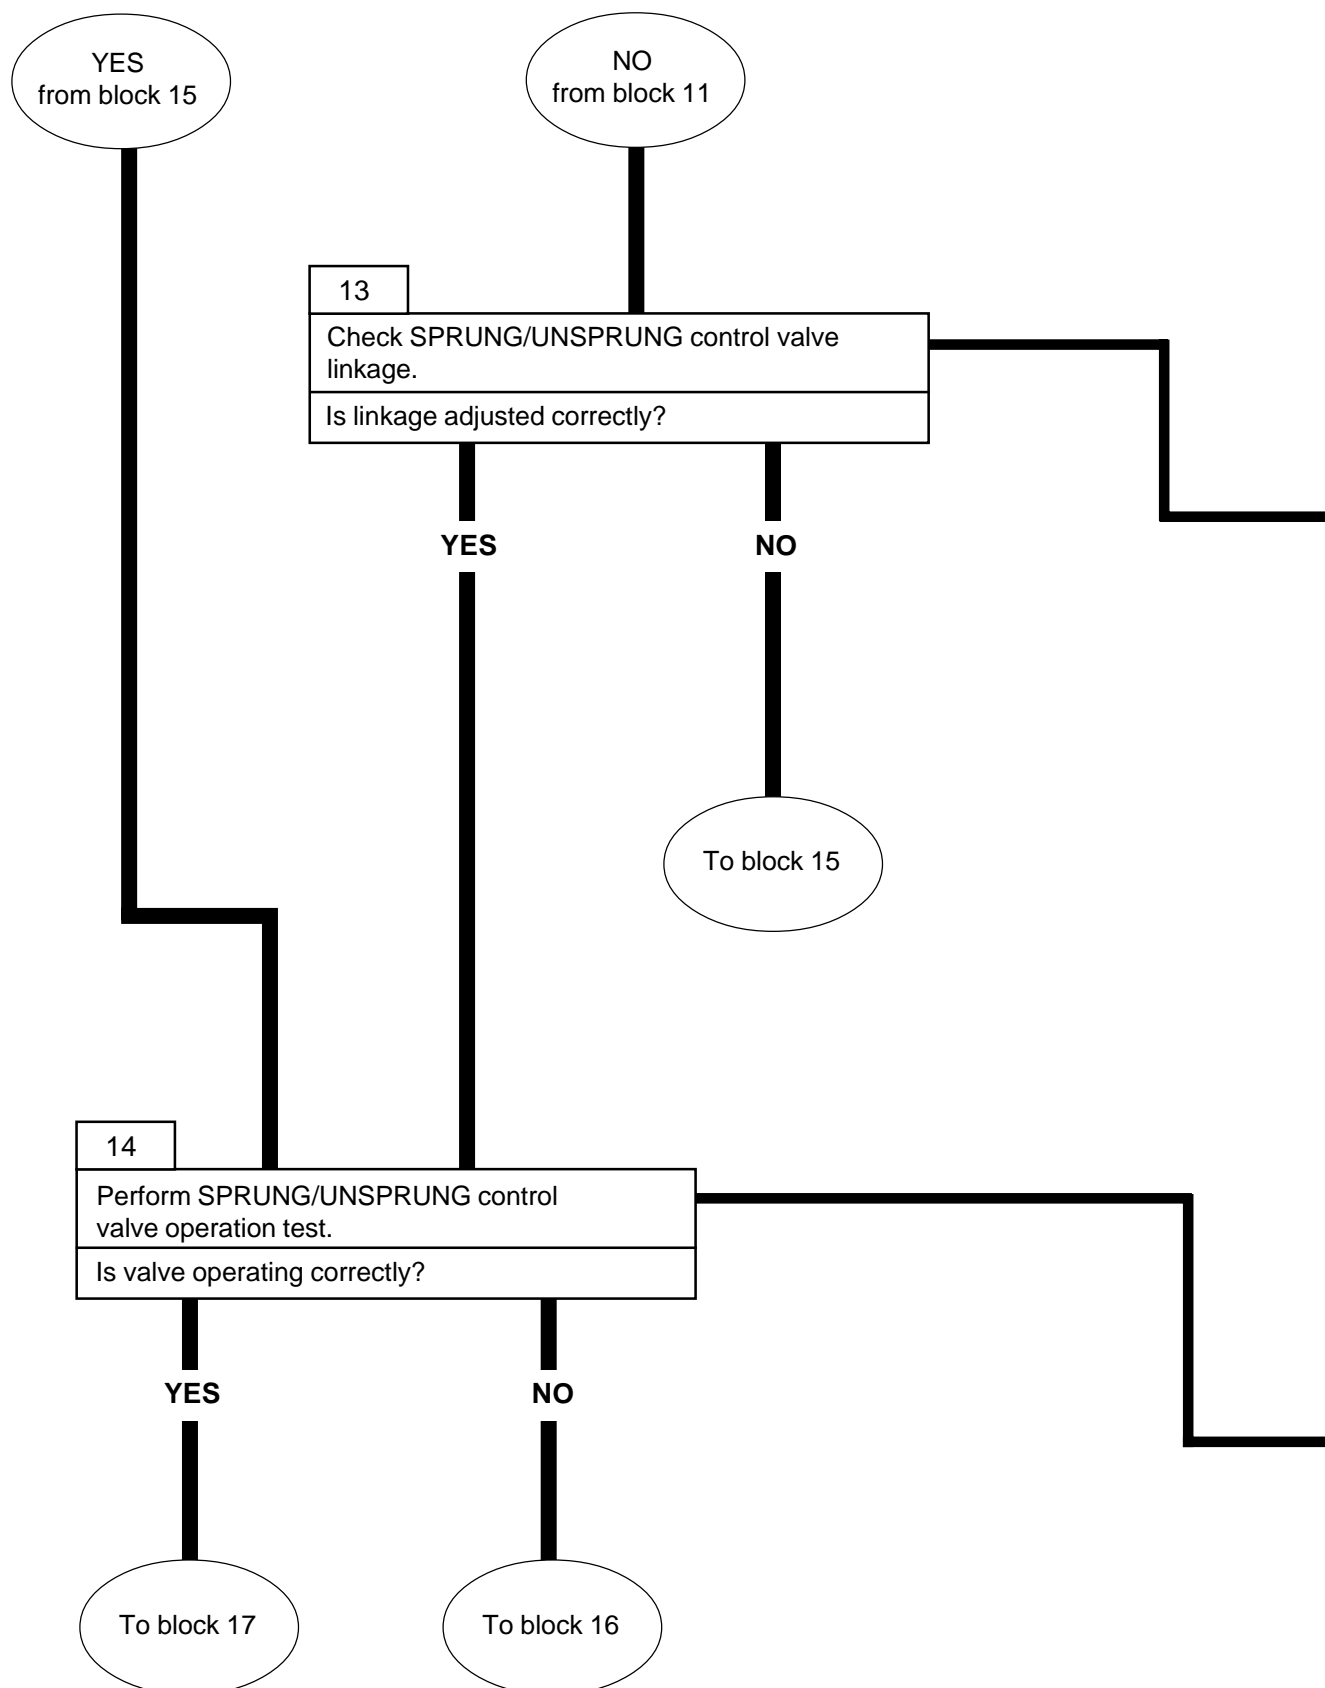 YES
from block 15
NO
from block 11
13
Check SPRUNG/UNSPRUNG control valve
linkage.
Is linkage adjusted correctly?
YES
NO
To block 15
14
Perform SPRUNG/UNSPRUNG control
valve operation test.
Is valve operating correctly?
YES
NO
To block 17
To block 16